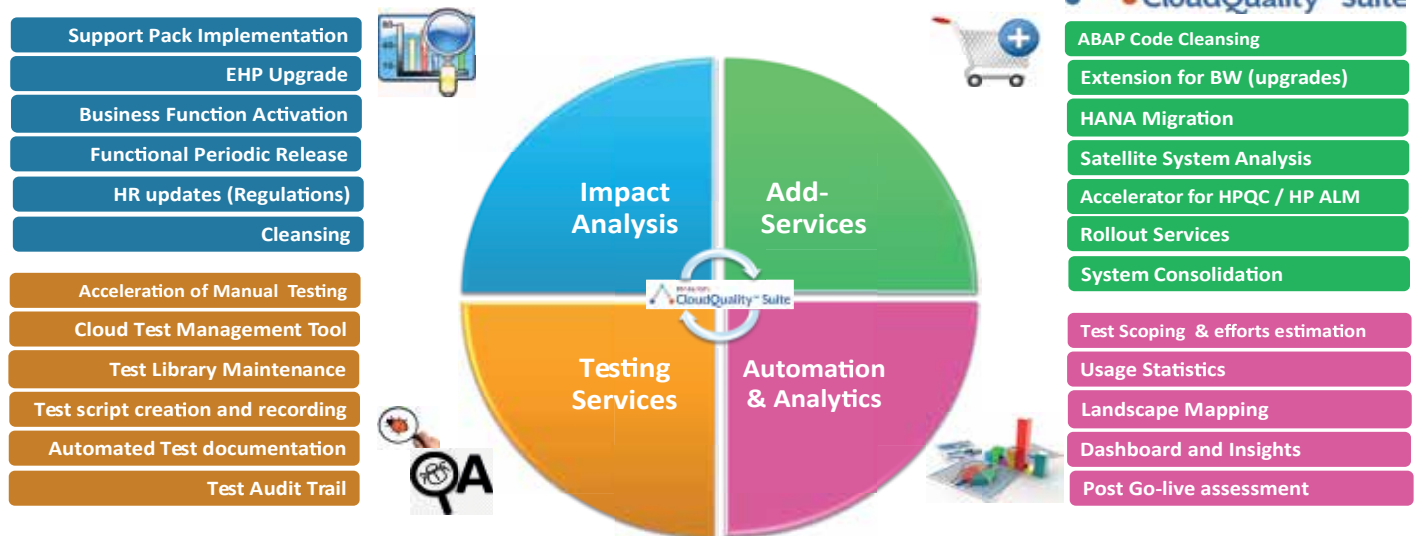 CloudQuality™ Suite
Support Pack Implementation
EHP Upgrade
Business Function Activation
Functional Periodic Release
HR updates (Regulations)
Cleansing
Acceleration of Manual Testing
Cloud Test Management Tool
Test Library Maintenance
Test script creation and recording
Automated Test documentation
Test Audit Trail
Impact
Analysis
Add-
Services
CloudQuality™ Suite
Testing
Services
Automation
& Analytics
QA
ABAP Code Cleansing
Extension for BW (upgrades)
HANA Migration
Satellite System Analysis
Accelerator for HPQC / HP ALM
Rollout Services
System Consolidation
Test Scoping & efforts estimation
Usage Statistics
Landscape Mapping
Dashboard and Insights
Post Go-live assessment